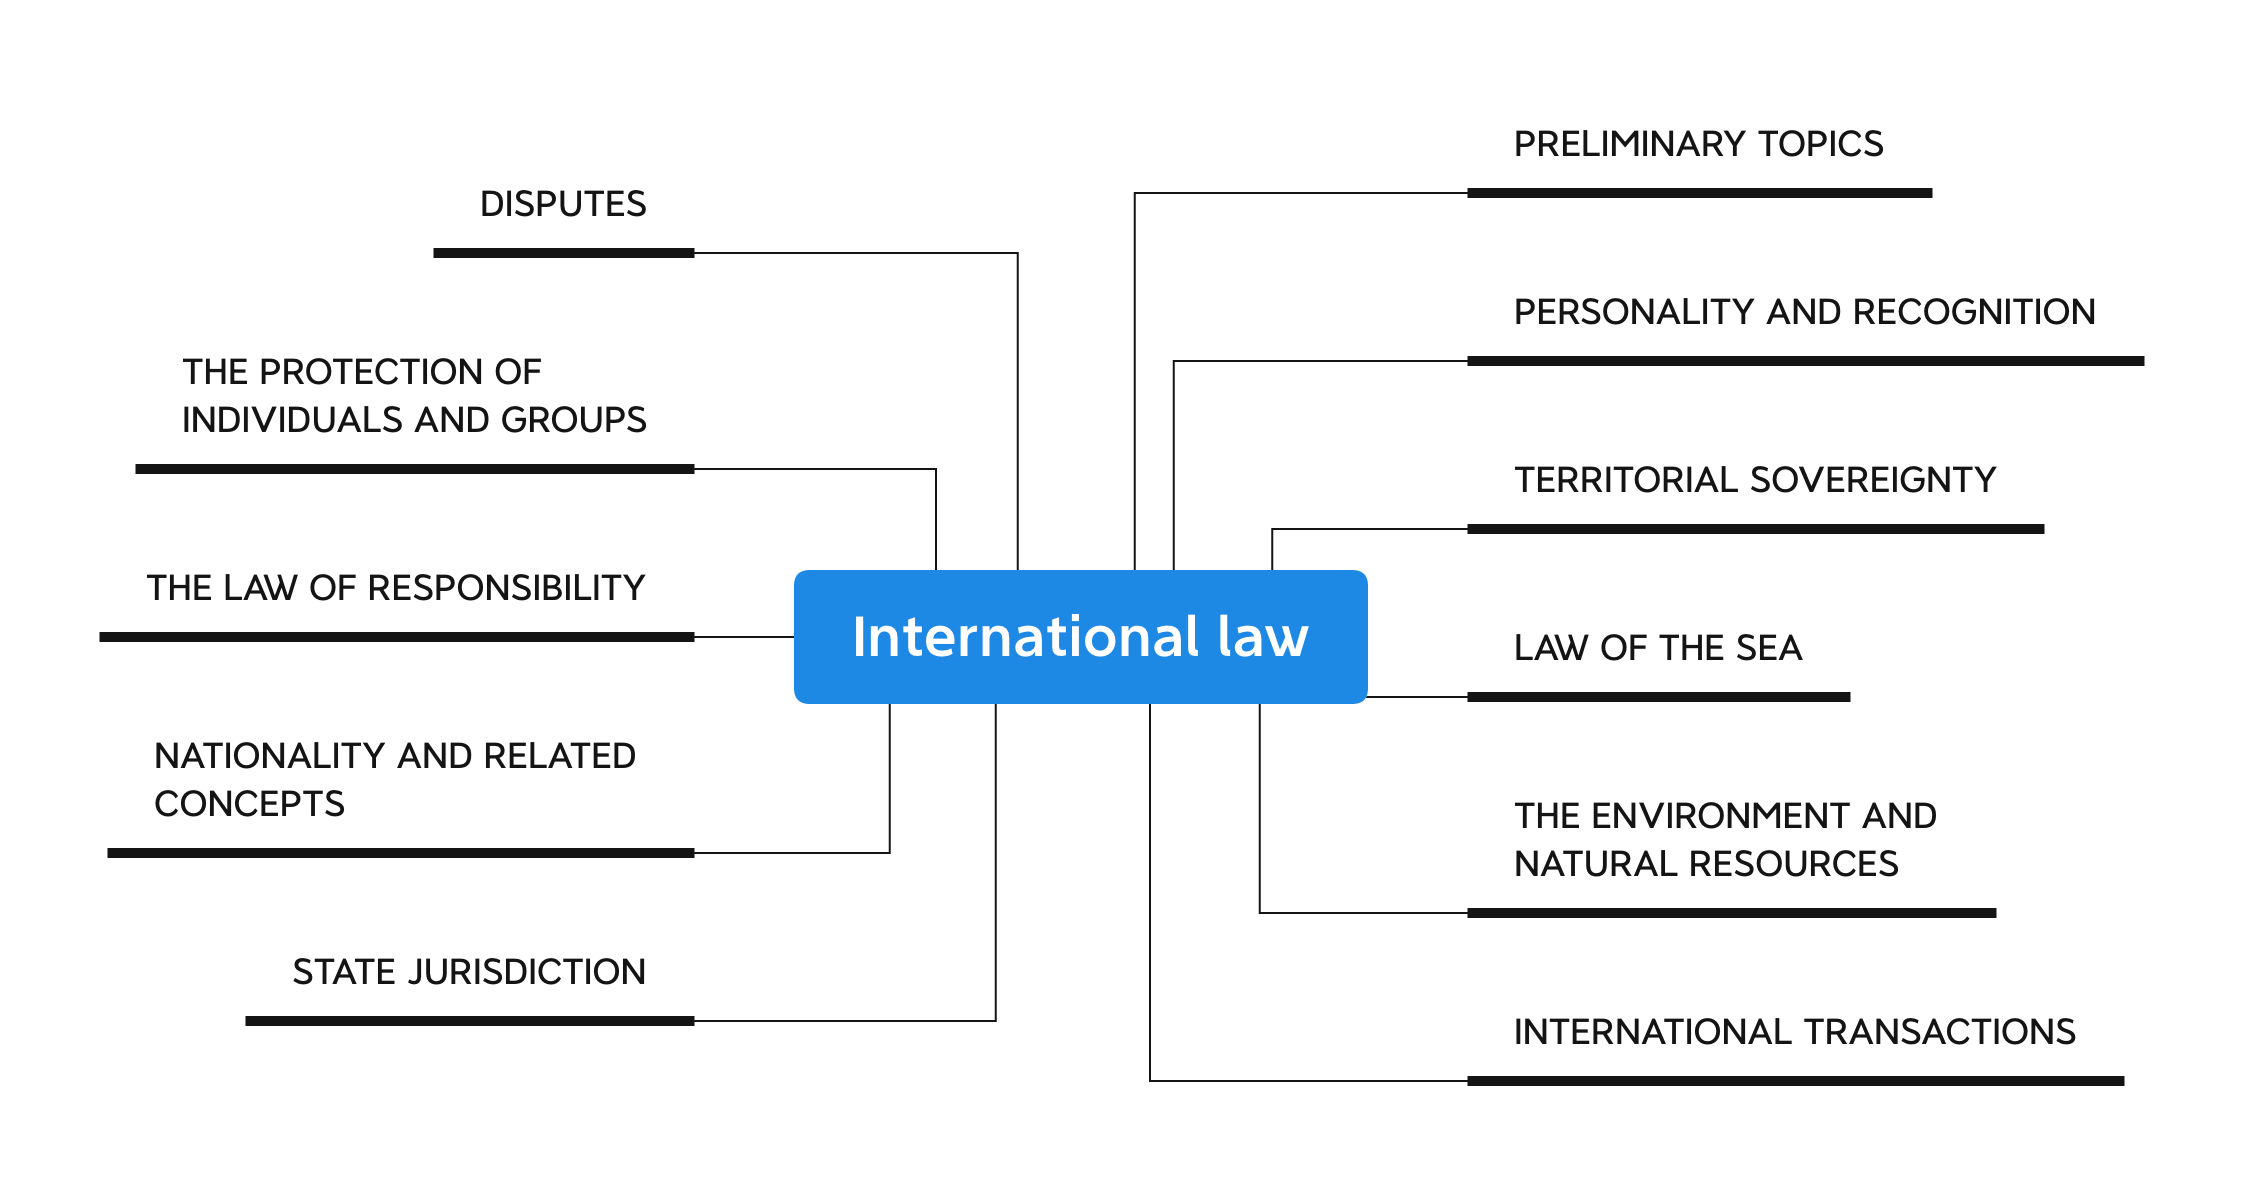 DISPUTES
THE PROTECTION OF
INDIVIDUALS AND GROUPS
THE LAW OF RESPONSIBILITY
NATIONALITY AND RELATED
CONCEPTS
STATE JURISDICTION
International law
PRELIMINARY TOPICS
PERSONALITY AND RECOGNITION
TERRITORIAL SOVEREIGNTY
LAW OF THE SEA
THE ENVIRONMENT AND
NATURAL RESOURCES
INTERNATIONAL TRANSACTIONS